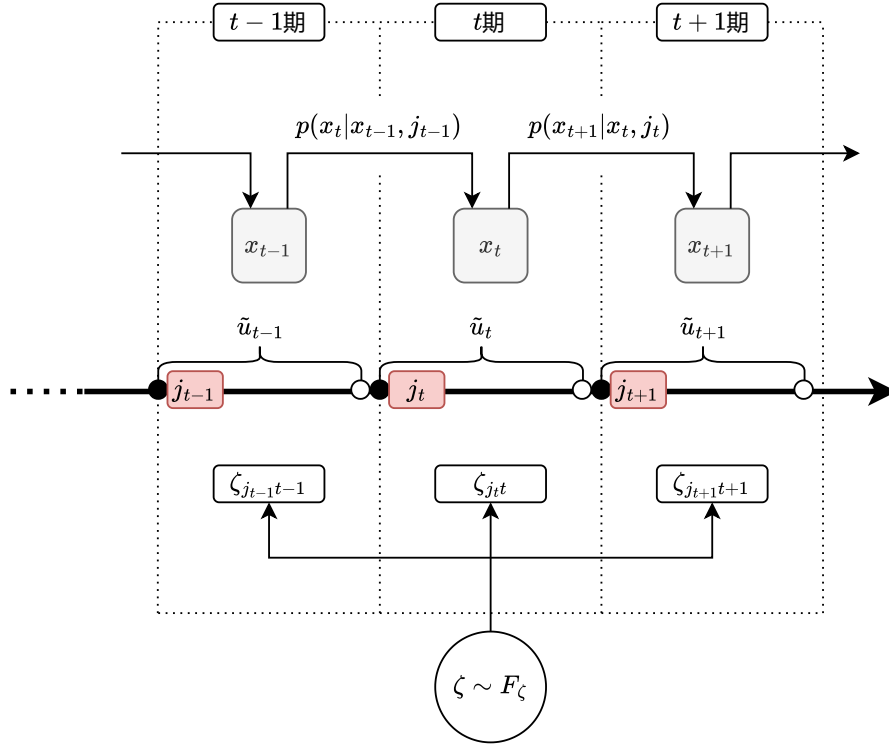 t − 1期
t期
t + 1期
p(x_t|x_{t−1}, j_{t−1})
p(x_{t+1}|x_t, j_t)
x_{t−1}
x_t
x_{t+1}
ũ_{t−1}
ũ_t
ũ_{t+1}
j_{t−1}
j_t
j_{t+1}
ζ_{j_{t−1}t−1}
ζ_{j_t t}
ζ_{j_{t+1}t+1}
ζ ∼ F_ζ